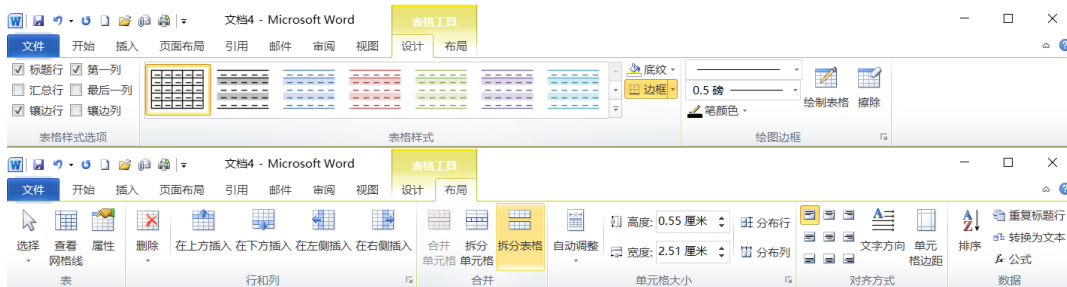 文档4 - Microsoft Word 表格工具
文件 开始 插入 页面布局 引用 邮件 审阅 视图 设计 布局
标题行 第一列 底纹
汇总行 最后一列 边框 0.5 磅 绘制表格 擦除
镶边行 镶边列 笔颜色
表格样式选项 表格样式 绘图边框
文档4 - Microsoft Word 表格工具
文件 开始 插入 页面布局 引用 邮件 审阅 视图 设计 布局
高度: 0.55 厘米 分布行 重复标题行
选择 查看 属性 删除 在上方插入 在下方插入 在左侧插入 在右侧插入 合并 拆分 拆分表格 自动调整 文字方向 单元 排序 转换为文本
网格线 单元格 单元格 宽度: 2.51 厘米 分布列 格边距 公式
表 行和列 合并 单元格大小 对齐方式 数据